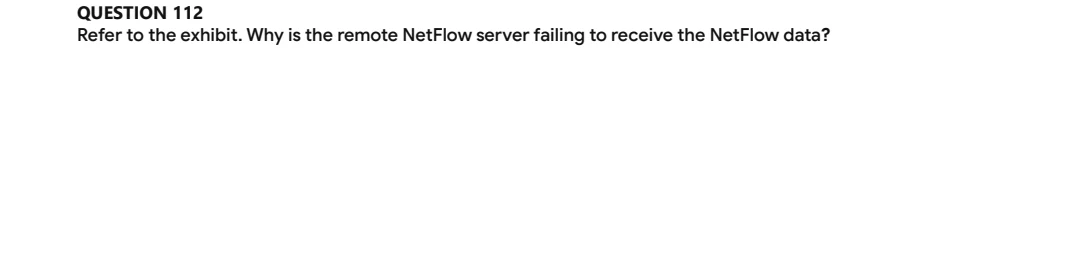 QUESTION 112
Refer to the exhibit. Why is the remote NetFlow server failing to receive the NetFlow data?